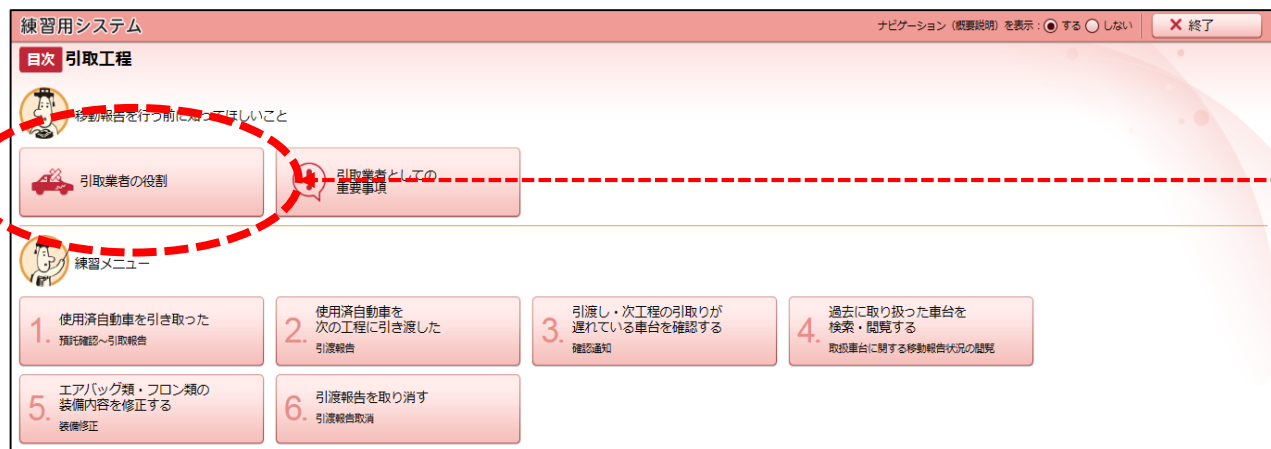 練習用システム
ナビゲーション（概要説明）を表示：
する
しない
× 終了
目次 引取工程
移動報告を行う前に知ってほしいこと
引取業者の役割
引取業者としての
重要事項
練習メニュー
1. 使用済自動車を引き取った
預託確認～引取報告
2. 使用済自動車を
次の工程に引き渡した
引渡報告
3. 引渡し・次工程の引取りが
遅れている車台を確認する
確認通知
4. 過去に取り扱った車台を
検索・閲覧する
取扱車台に関する移動報告状況の閲覧
5. エアバッグ類・フロン類の
装備内容を修正する
装備修正
6. 引渡報告を取り消す
引渡報告取消